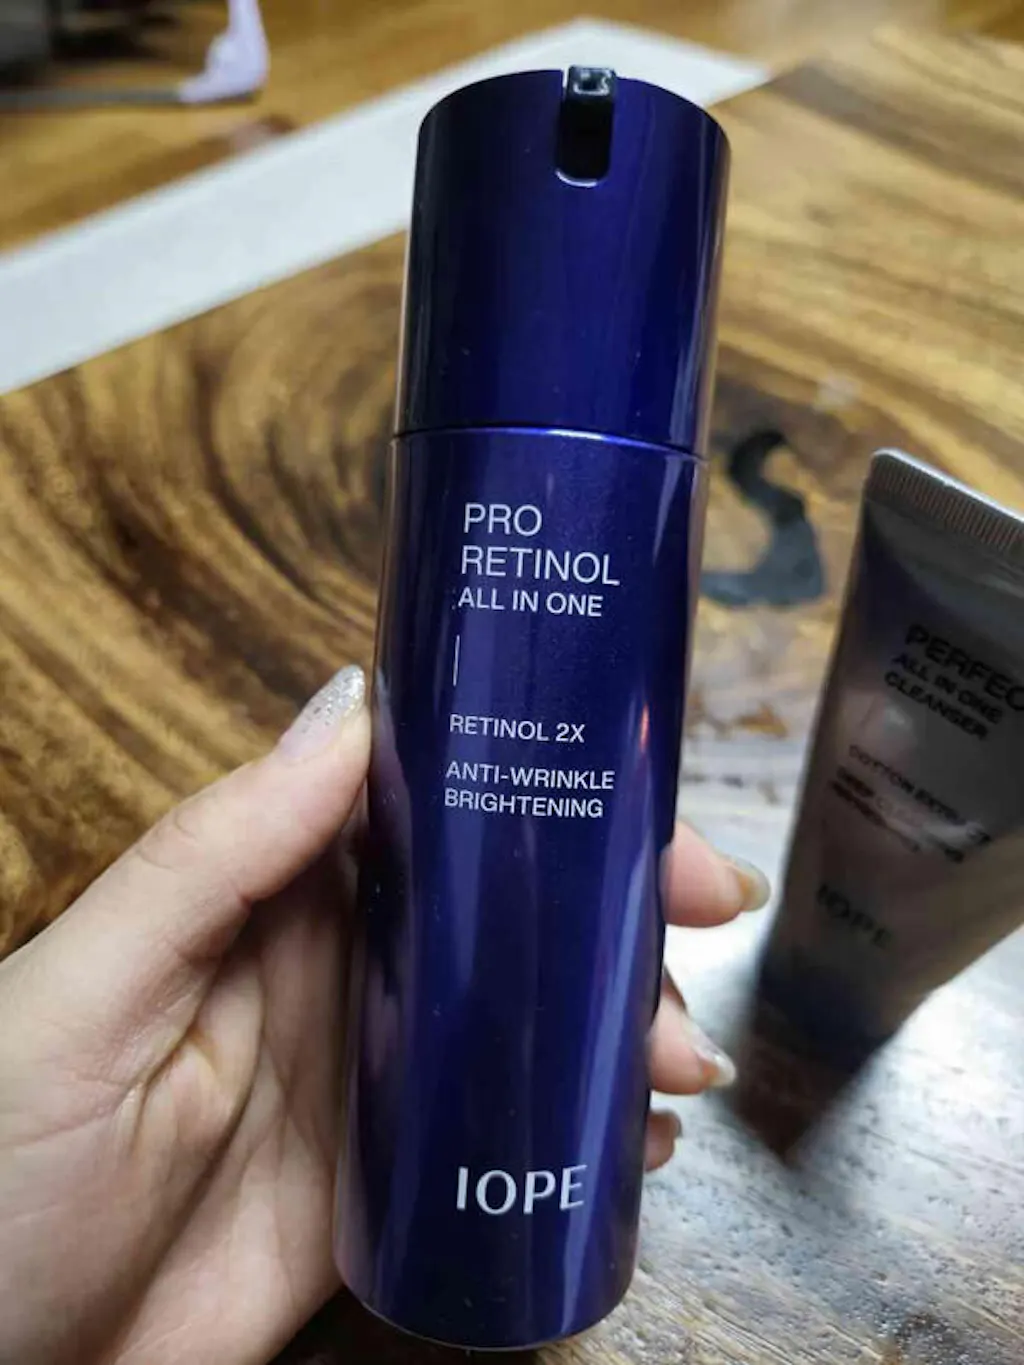 PRO
RETINOL
ALL IN ONE
RETINOL 2X
ANTI-WRINKLE
BRIGHTENING
IOPE
PERFEC
ALL IN ONE
CLEANSER
IOPE